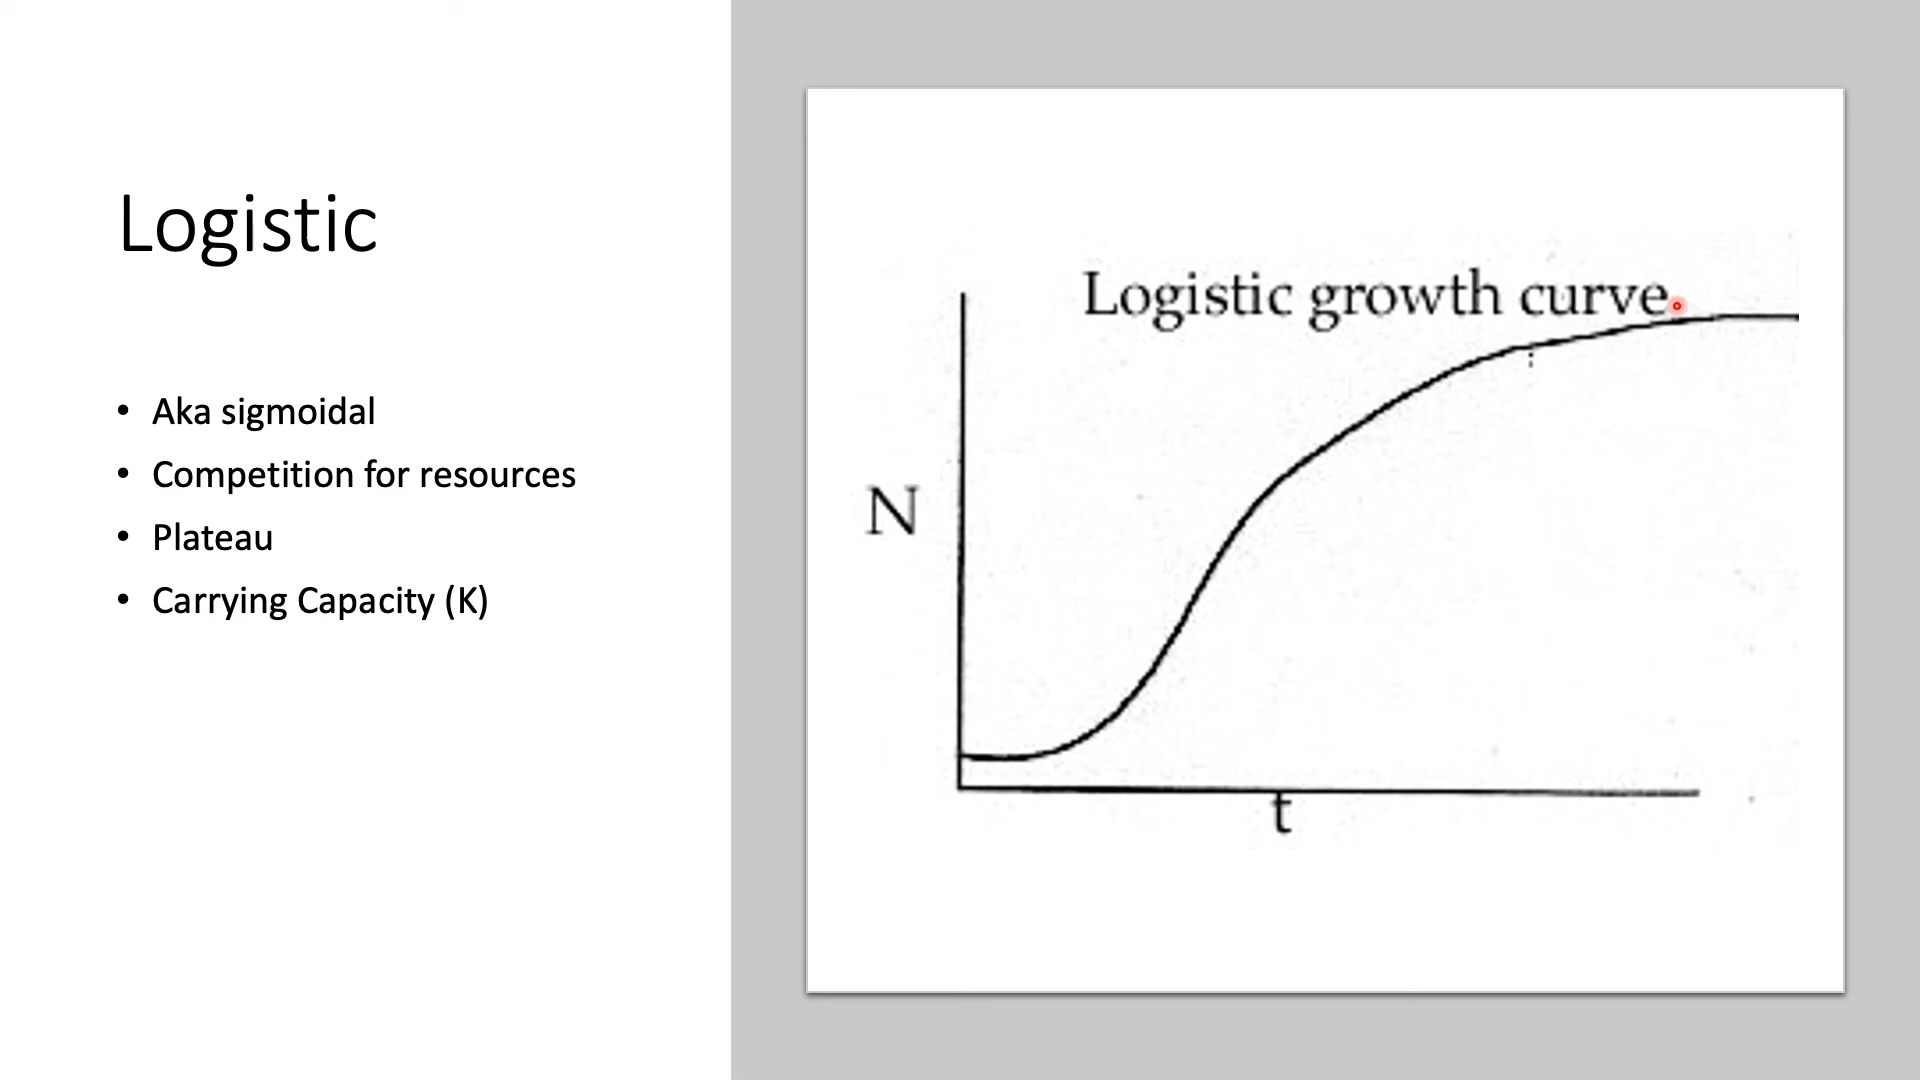 Logistic
• Aka sigmoidal
• Competition for resources
• Plateau
• Carrying Capacity (K)
Logistic growth curve.
N
t